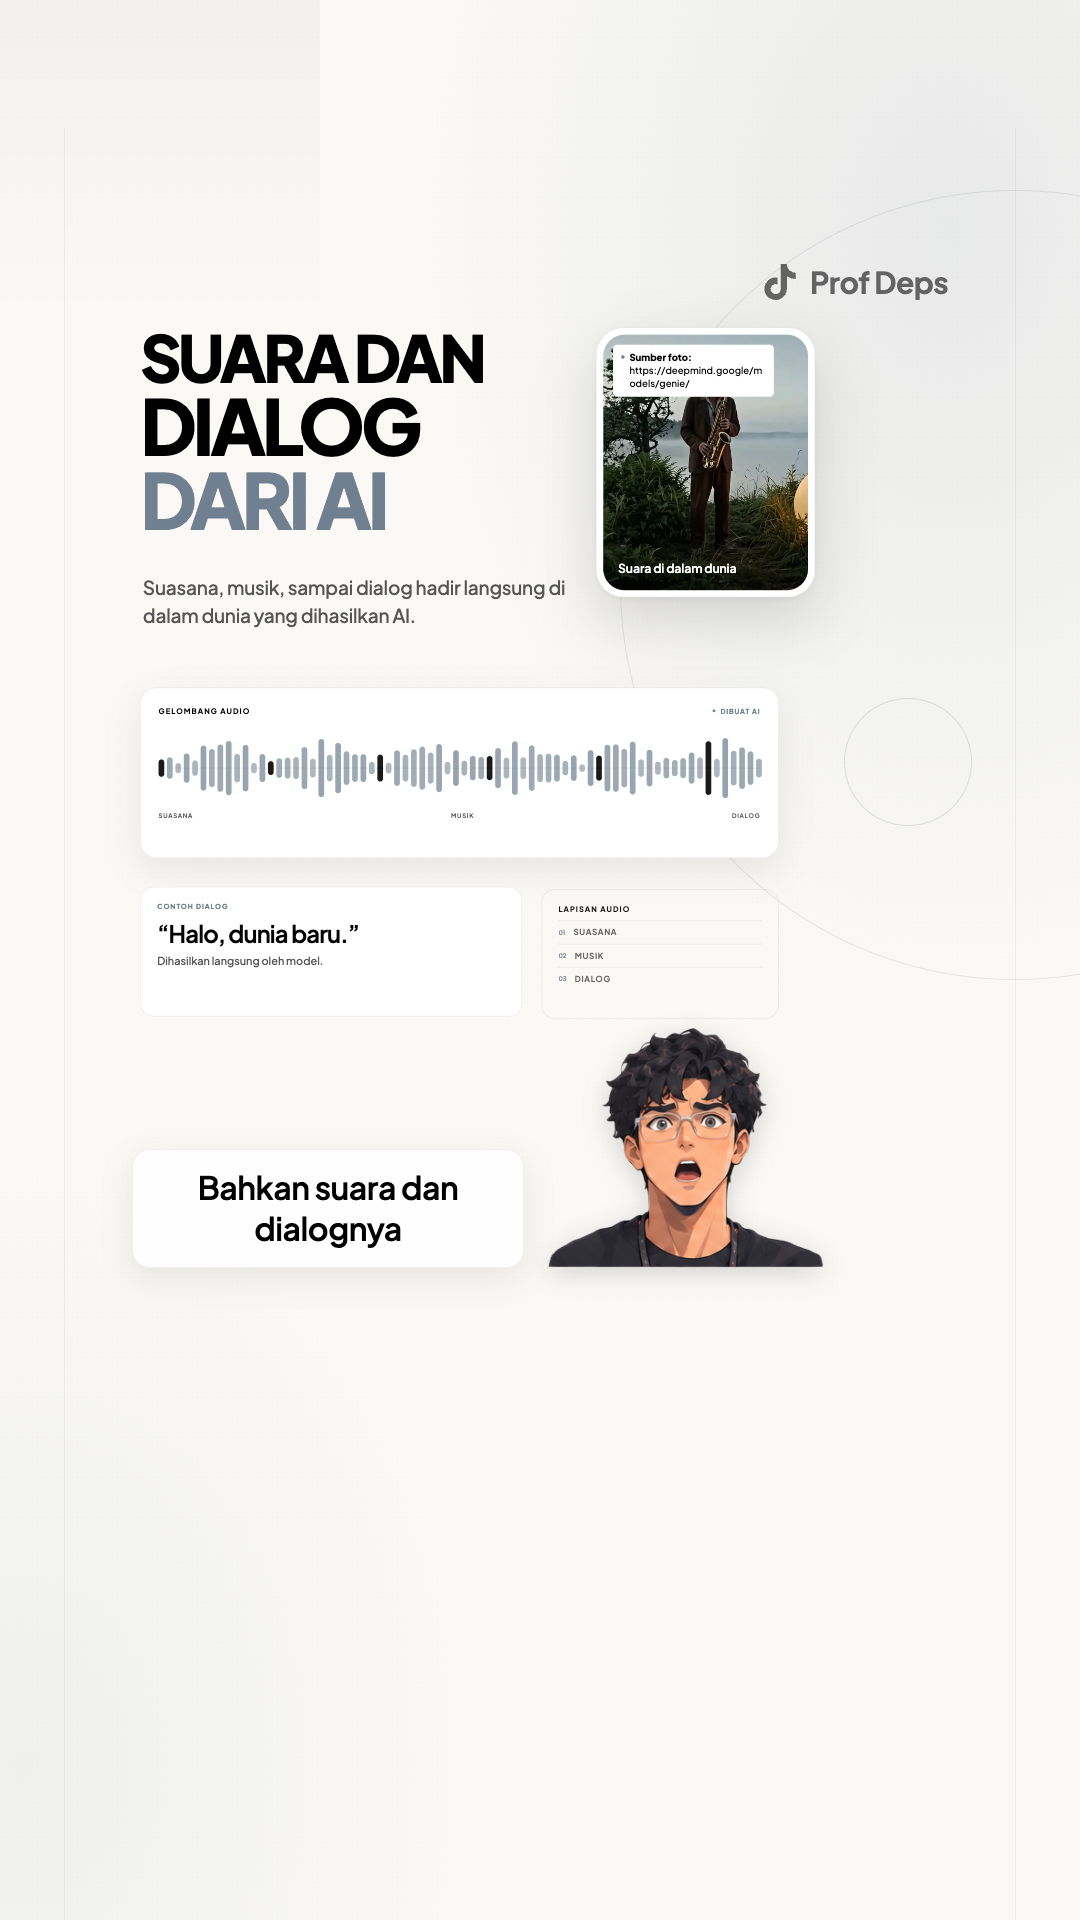 Prof Deps
SUARA DAN
DIALOG
DARI AI
Suasana, musik, sampai dialog hadir langsung di
dalam dunia yang dihasilkan AI.
Sumber foto:
https://deepmind.google/m
odels/genie/
Suara di dalam dunia
GELOMBANG AUDIO
DIBUAT AI
SUASANA
MUSIK
DIALOG
CONTOH DIALOG
“Halo, dunia baru.”
Dihasilkan langsung oleh model.
LAPISAN AUDIO
01 SUASANA
02 MUSIK
03 DIALOG
Bahkan suara dan
dialognya